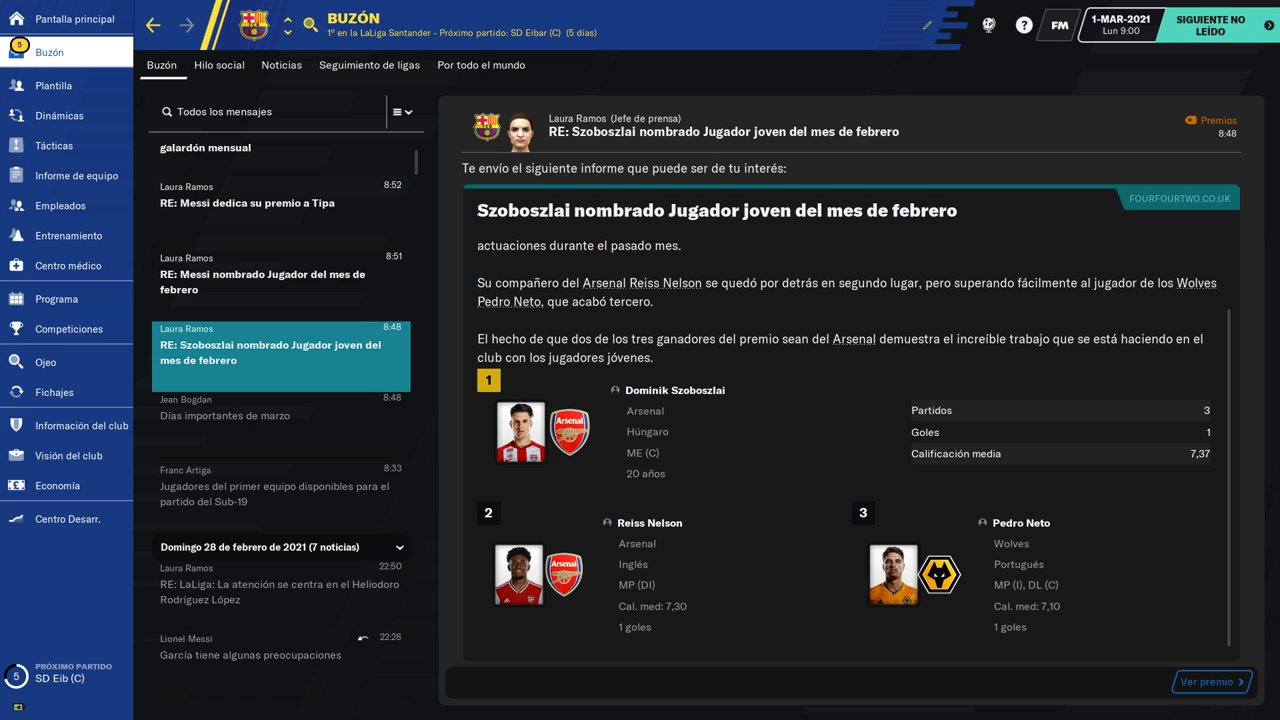 Pantalla principal
5
Buzón
Plantilla
Dinámicas
Tácticas
Informe de equipo
Empleados
Entrenamiento
Centro médico
Programa
Competiciones
Ojeo
Fichajes
Información del club
Visión del club
Economía
Centro Desarr.
5
PRÓXIMO PARTIDO
SD Eib (C)
BUZÓN
1º en la LaLiga Santander - Próximo partido: SD Eibar (C) (5 días)
?
FM
1-MAR-2021
Lun 9:00
SIGUIENTE NO
LEÍDO
Buzón
Hilo social
Noticias
Seguimiento de ligas
Por todo el mundo
Todos los mensajes
galardón mensual
Laura Ramos 8:52
RE: Messi dedica su premio a Tipa
Laura Ramos 8:51
RE: Messi nombrado Jugador del mes de
febrero
Laura Ramos 8:48
RE: Szoboszlai nombrado Jugador joven del
mes de febrero
Jean Bogdan 8:48
Días importantes de marzo
Franc Artiga 8:33
Jugadores del primer equipo disponibles para el
partido del Sub-19
Domingo 28 de febrero de 2021 (7 noticias)
Laura Ramos 22:50
RE: LaLiga: La atención se centra en el Heliodoro
Rodríguez López
Lionel Messi 22:28
García tiene algunas preocupaciones
Laura Ramos (Jefe de prensa)
RE: Szoboszlai nombrado Jugador joven del mes de febrero
Premios
8:48
Te envío el siguiente informe que puede ser de tu interés:
FOURFOURTWO.CO.UK
Szoboszlai nombrado Jugador joven del mes de febrero
actuaciones durante el pasado mes.
Su compañero del Arsenal Reiss Nelson se quedó por detrás en segundo lugar, pero superando fácilmente al jugador de los Wolves
Pedro Neto, que acabó tercero.
El hecho de que dos de los tres ganadores del premio sean del Arsenal demuestra el increíble trabajo que se está haciendo en el
club con los jugadores jóvenes.
1
Arsenal
Dominik Szoboszlai
Arsenal
Húngaro
ME (C)
20 años
Partidos 3
Goles 1
Calificación media 7,37
2
Arsenal
Reiss Nelson
Arsenal
Inglés
MP (DI)
Cal. med: 7,30
1 goles
3
Pedro Neto
Wolves
Portugués
MP (I), DL (C)
Cal. med: 7,10
1 goles
Ver premio